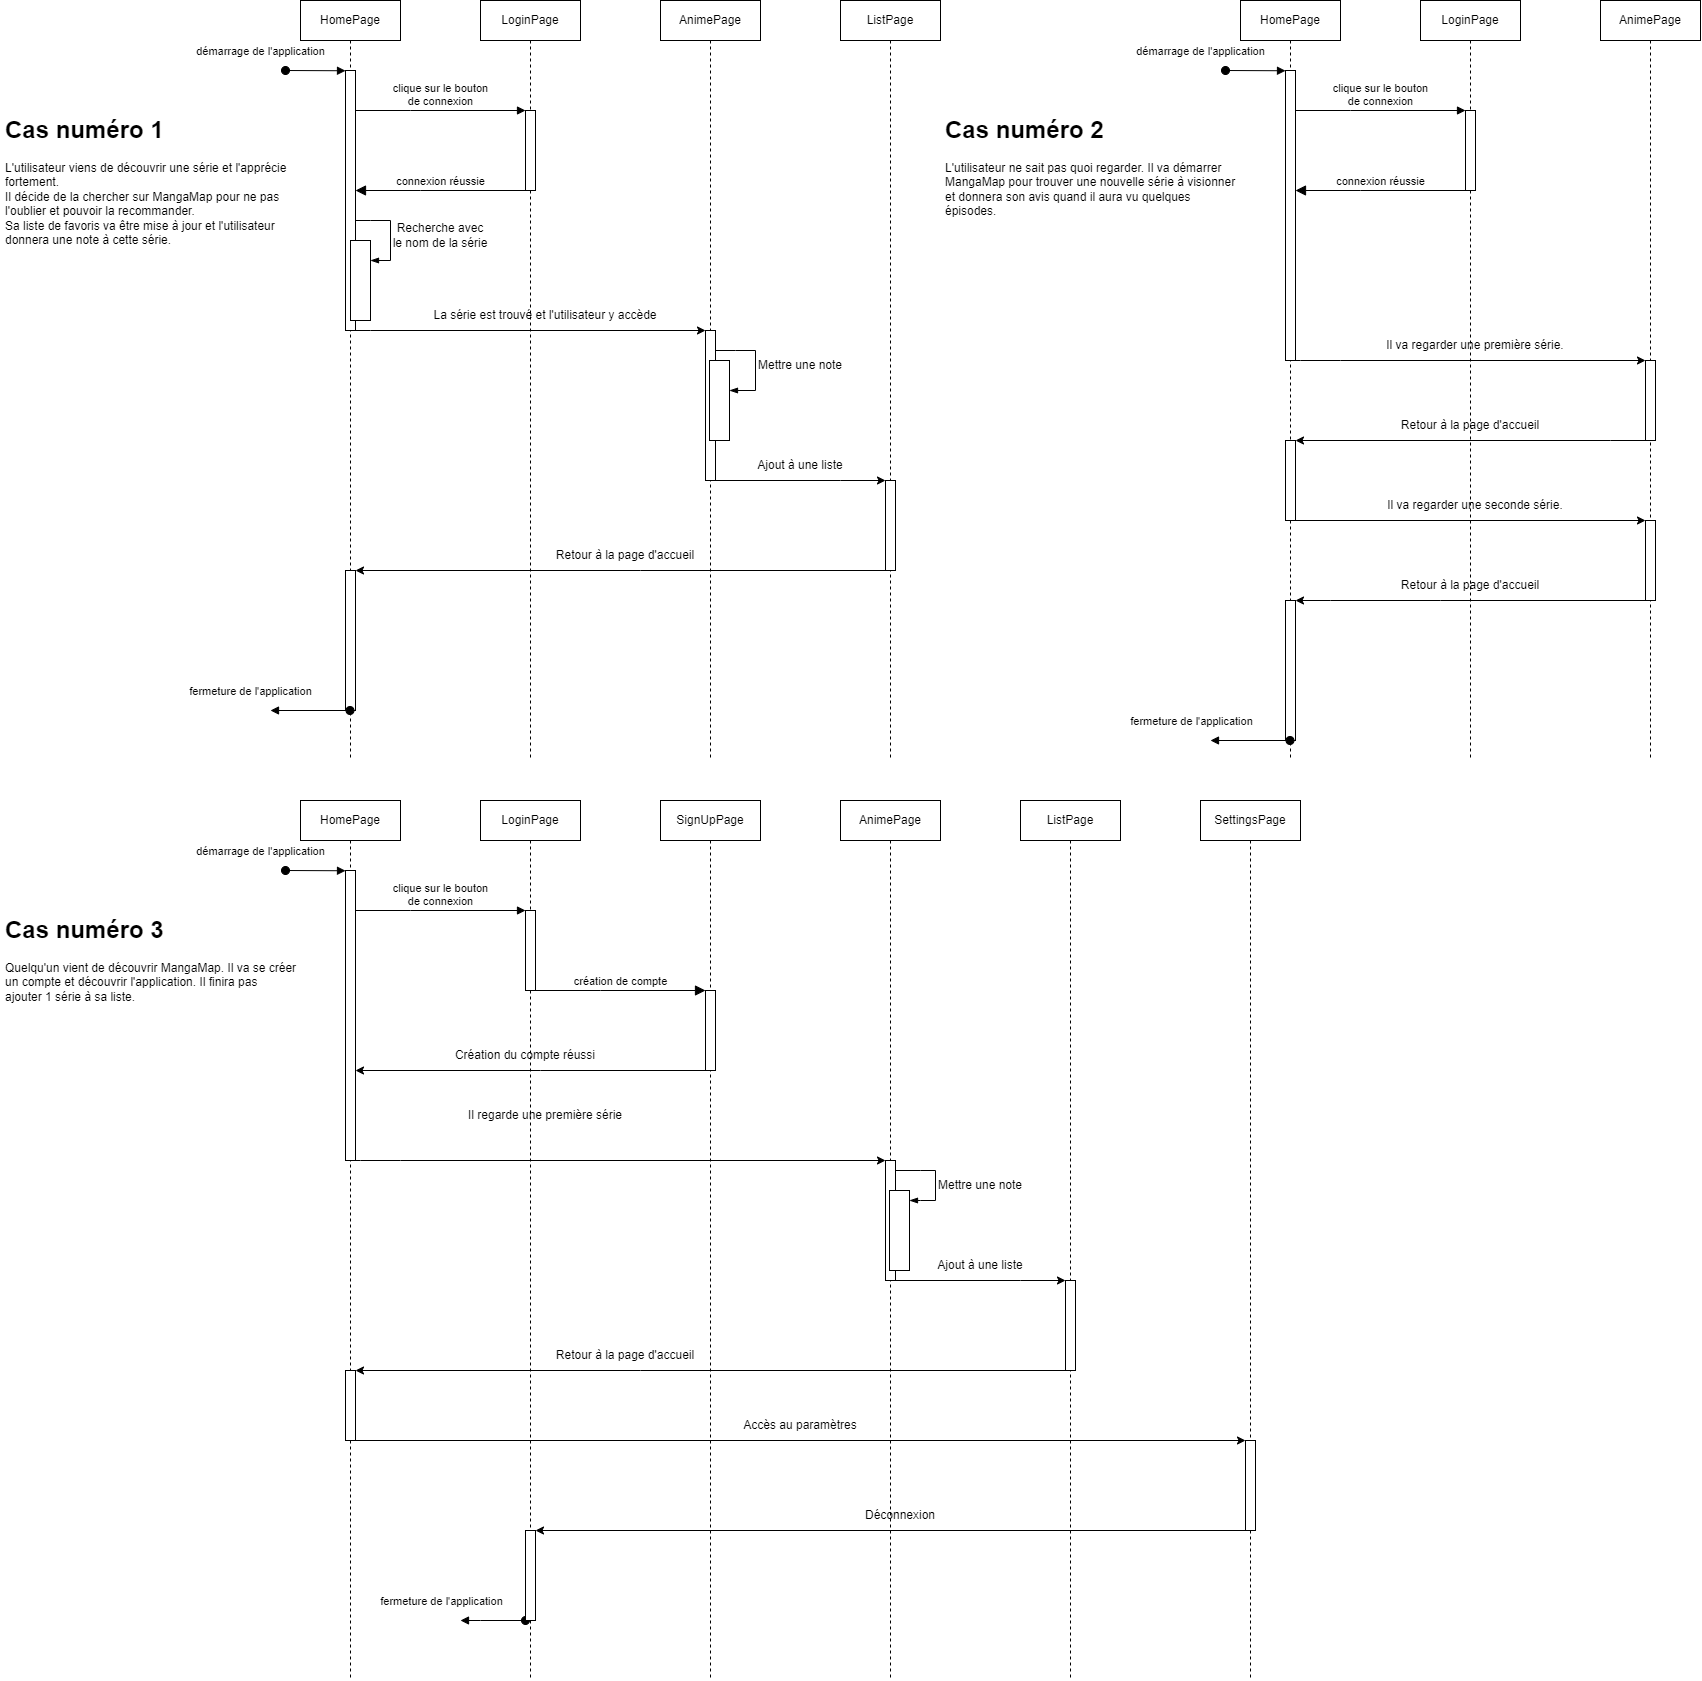 HomePage
LoginPage
AnimePage
ListPage
démarrage de l'application
clique sur le bouton
de connexion
Cas numéro 1
L'utilisateur viens de découvrir une série et l'apprécie
fortement.
Il décide de la chercher sur MangaMap pour ne pas
l'oublier et pouvoir la recommander.
Sa liste de favoris va être mise à jour et l'utilisateur
donnera une note à cette série.
connexion réussie
Recherche avec
le nom de la série
La série est trouvé et l'utilisateur y accède
Mettre une note
Ajout à une liste
Retour à la page d'accueil
fermeture de l'application
HomePage
LoginPage
AnimePage
démarrage de l'application
clique sur le bouton
de connexion
Cas numéro 2
L'utilisateur ne sait pas quoi regarder. Il va démarrer
MangaMap pour trouver une nouvelle série à visionner
et donnera son avis quand il aura vu quelques
épisodes.
connexion réussie
Il va regarder une première série.
Retour à la page d'accueil
Il va regarder une seconde série.
Retour à la page d'accueil
fermeture de l'application
HomePage
LoginPage
SignUpPage
AnimePage
ListPage
SettingsPage
démarrage de l'application
clique sur le bouton
de connexion
Cas numéro 3
Quelqu'un vient de découvrir MangaMap. Il va se créer
un compte et découvrir l'application. Il finira pas
ajouter 1 série à sa liste.
création de compte
Création du compte réussi
Il regarde une première série
Mettre une note
Ajout à une liste
Retour à la page d'accueil
Accès au paramètres
Déconnexion
fermeture de l'application